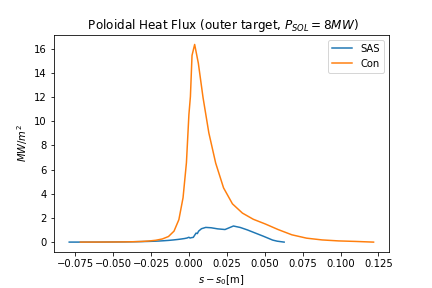 Poloidal Heat Flux (outer target, $P_{SOL} = 8MW$)
SAS
Con
16
14
12
10
8
6
4
2
0
$MW/m^2$
−0.075 −0.050 −0.025 0.000 0.025 0.050 0.075 0.100 0.125
$s - s_0$[m]